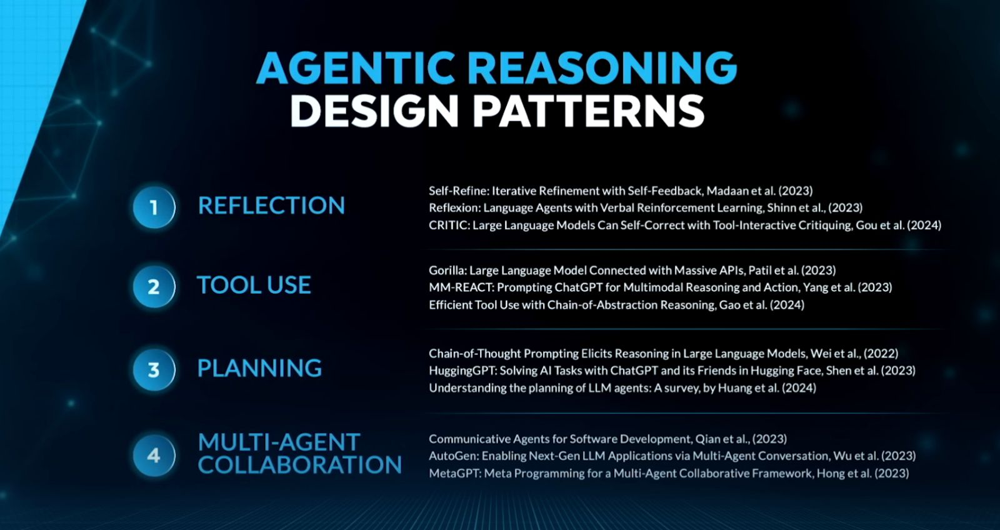 AGENTIC REASONING
DESIGN PATTERNS
1
REFLECTION
Self-Refine: Iterative Refinement with Self-Feedback, Madaan et al. (2023)
Reflexion: Language Agents with Verbal Reinforcement Learning, Shinn et al., (2023)
CRITIC: Large Language Models Can Self-Correct with Tool-Interactive Critiquing, Gou et al. (2024)
2
TOOL USE
Gorilla: Large Language Model Connected with Massive APIs, Patil et al. (2023)
MM-REACT: Prompting ChatGPT for Multimodal Reasoning and Action, Yang et al. (2023)
Efficient Tool Use with Chain-of-Abstraction Reasoning, Gao et al. (2024)
3
PLANNING
Chain-of-Thought Prompting Elicits Reasoning in Large Language Models, Wei et al., (2022)
HuggingGPT: Solving AI Tasks with ChatGPT and its Friends in Hugging Face, Shen et al. (2023)
Understanding the planning of LLM agents: A survey, by Huang et al. (2024)
4
MULTI-AGENT
COLLABORATION
Communicative Agents for Software Development, Qian et al., (2023)
AutoGen: Enabling Next-Gen LLM Applications via Multi-Agent Conversation, Wu et al. (2023)
MetaGPT: Meta Programming for a Multi-Agent Collaborative Framework, Hong et al. (2023)